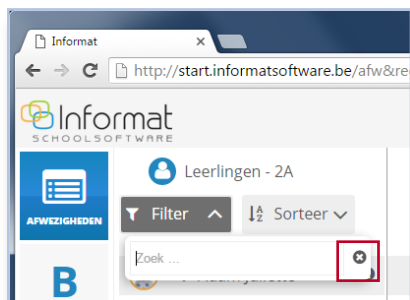 Informat
http://start.informatsoftware.be/afw&re
Informat
SCHOOLSOFTWARE
Leerlingen - 2A
AFWEZIGHEDEN
Filter
Sorteer
Zoek ...
B